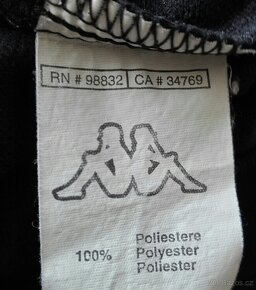 RN # 98832 CA # 34769
Poliestere
100% Polyester
Poliester